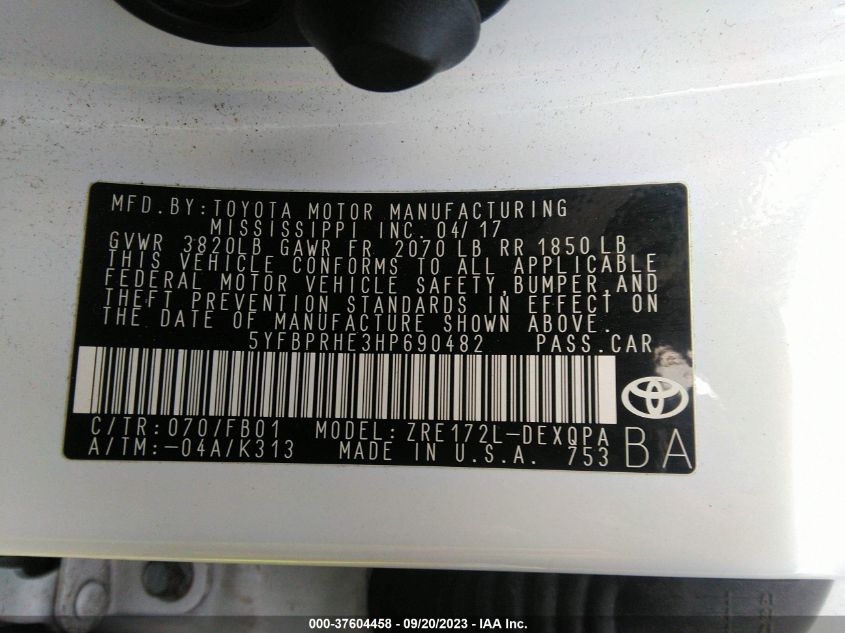 MFD.BY:TOYOTA MOTOR MANUFACTURING
MISSISSIPPI INC. 04/17
GVWR 3820LB GAWR FR 2070 LB RR 1850 LB
THIS VEHICLE CONFORMS TO ALL APPLICABLE
FEDERAL MOTOR VEHICLE SAFETY, BUMPER, AND
THEFT PREVENTION STANDARDS IN EFFECT ON
THE DATE OF MANUFACTURE SHOWN ABOVE.
5YFBPRHE3HP690482 PASS.CAR
C/TR:070/FB01 MODEL:ZRE172L-DEXQPA
A/TM:-04A/K313 MADE IN U.S.A. 753 BA
000-37604458 - 09/20/2023 - IAA Inc.